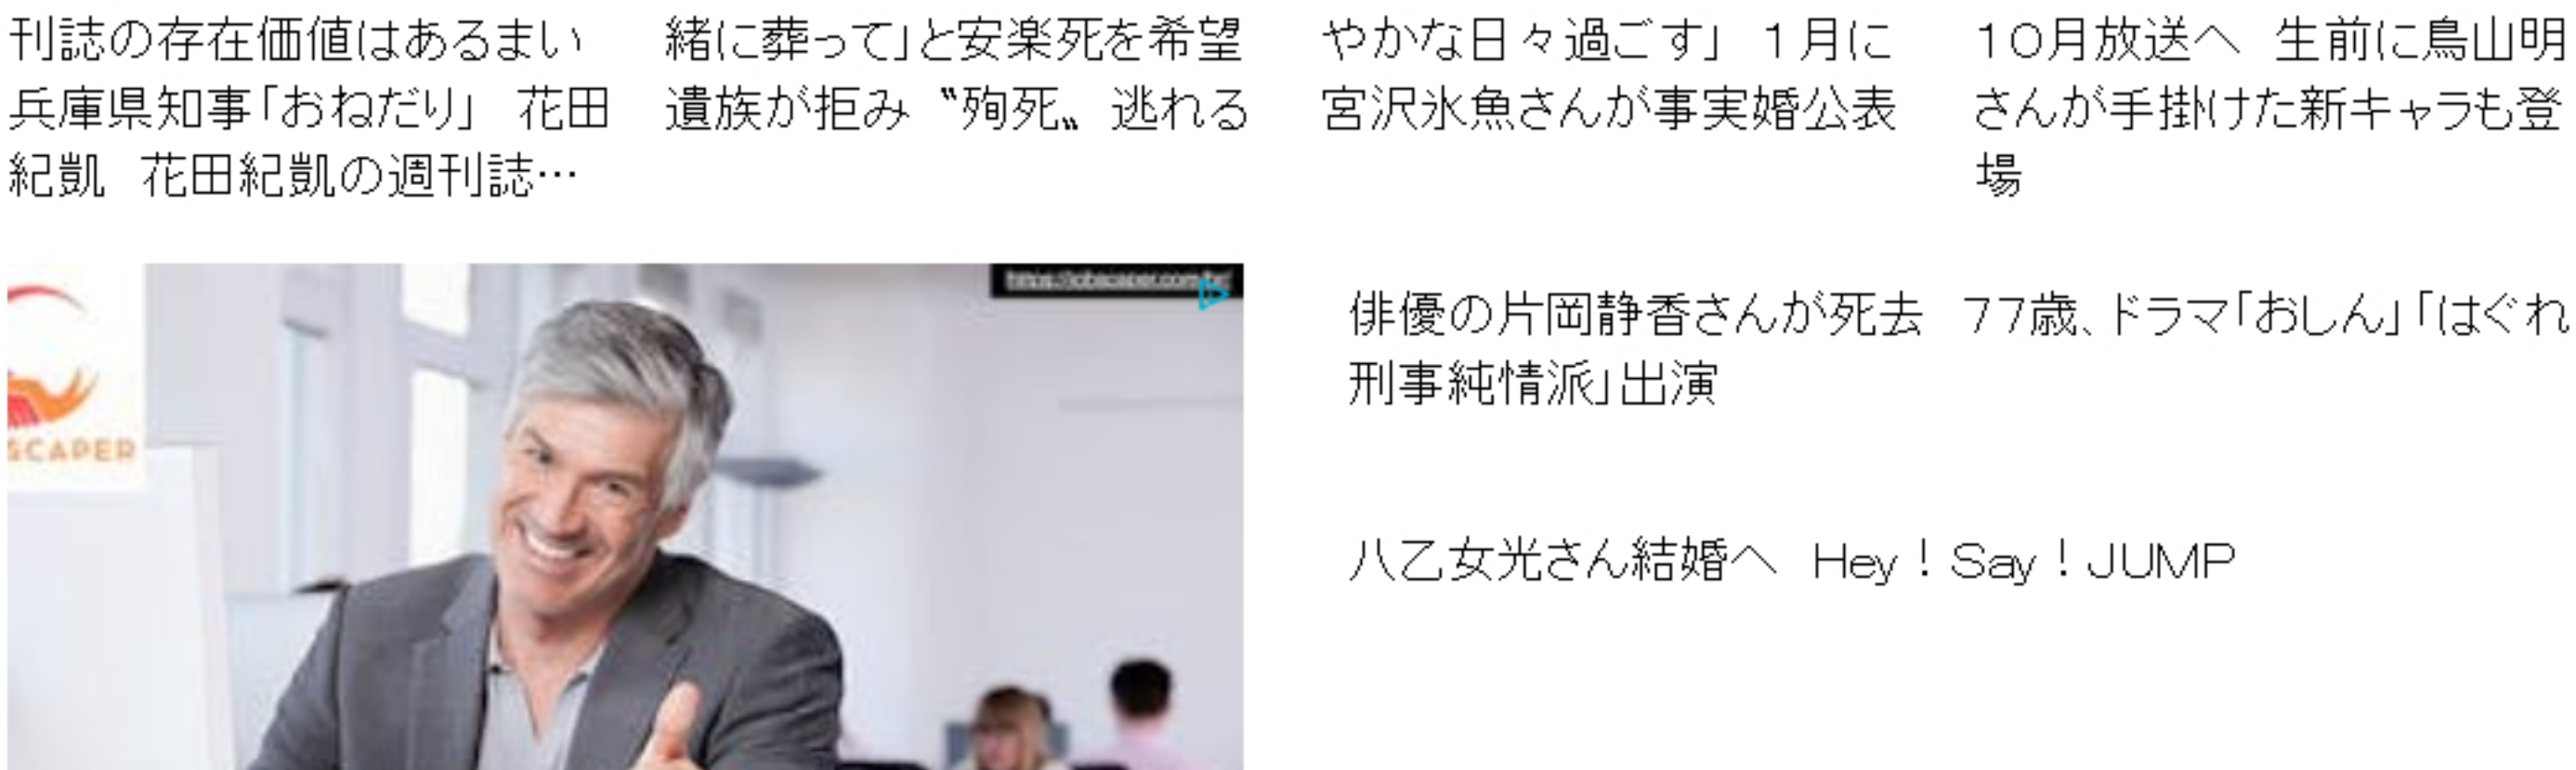 刊誌の存在価値はあるまい
兵庫県知事「おねだり」　花田
紀凱　花田紀凱の週刊誌…
緒に葬って」と安楽死を希望
遺族が拒み〝殉死〟逃れる
やかな日々過ごす」　1月に
宮沢氷魚さんが事実婚公表
10月放送へ　生前に鳥山明
さんが手掛けた新キャラも登
場
SCAPER
俳優の片岡静香さんが死去　77歳、ドラマ「おしん」「はぐれ
刑事純情派」出演
八乙女光さん結婚へ　Hey！Say！JUMP